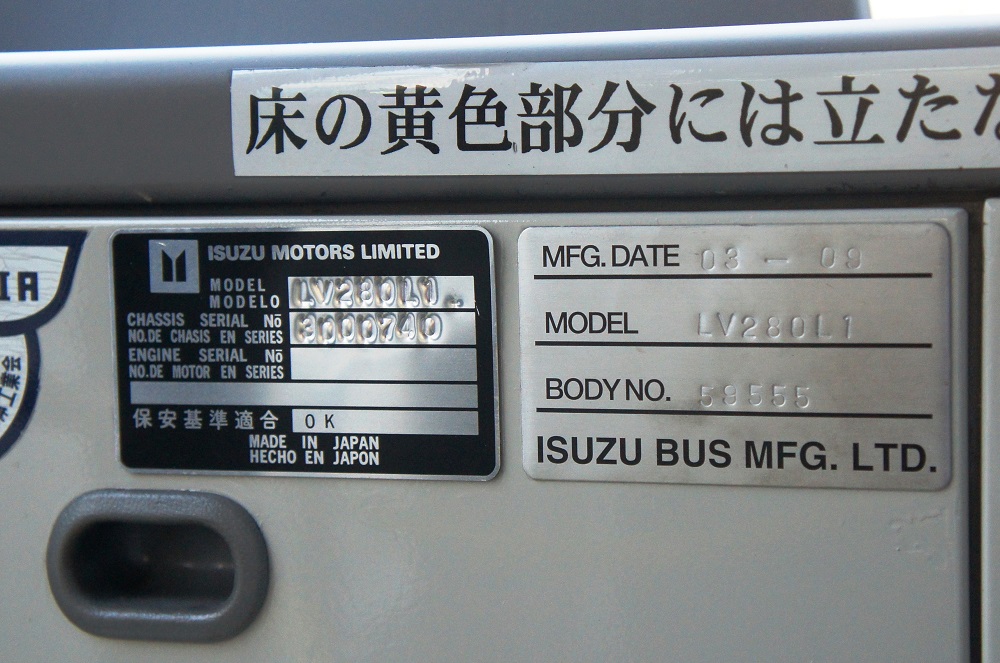 床の黄色部分には立たな
ISUZU MOTORS LIMITED
MODEL
MODELO
LV280L1
CHASSIS SERIAL No
NO.DE CHASIS EN SERIES
3000740
ENGINE SERIAL No
NO.DE MOTOR EN SERIES
保安基準適合 OK
MADE IN JAPAN
HECHO EN JAPON
MFG. DATE 03 - 09
MODEL LV280L1
BODY NO. 58555
ISUZU BUS MFG. LTD.
IA